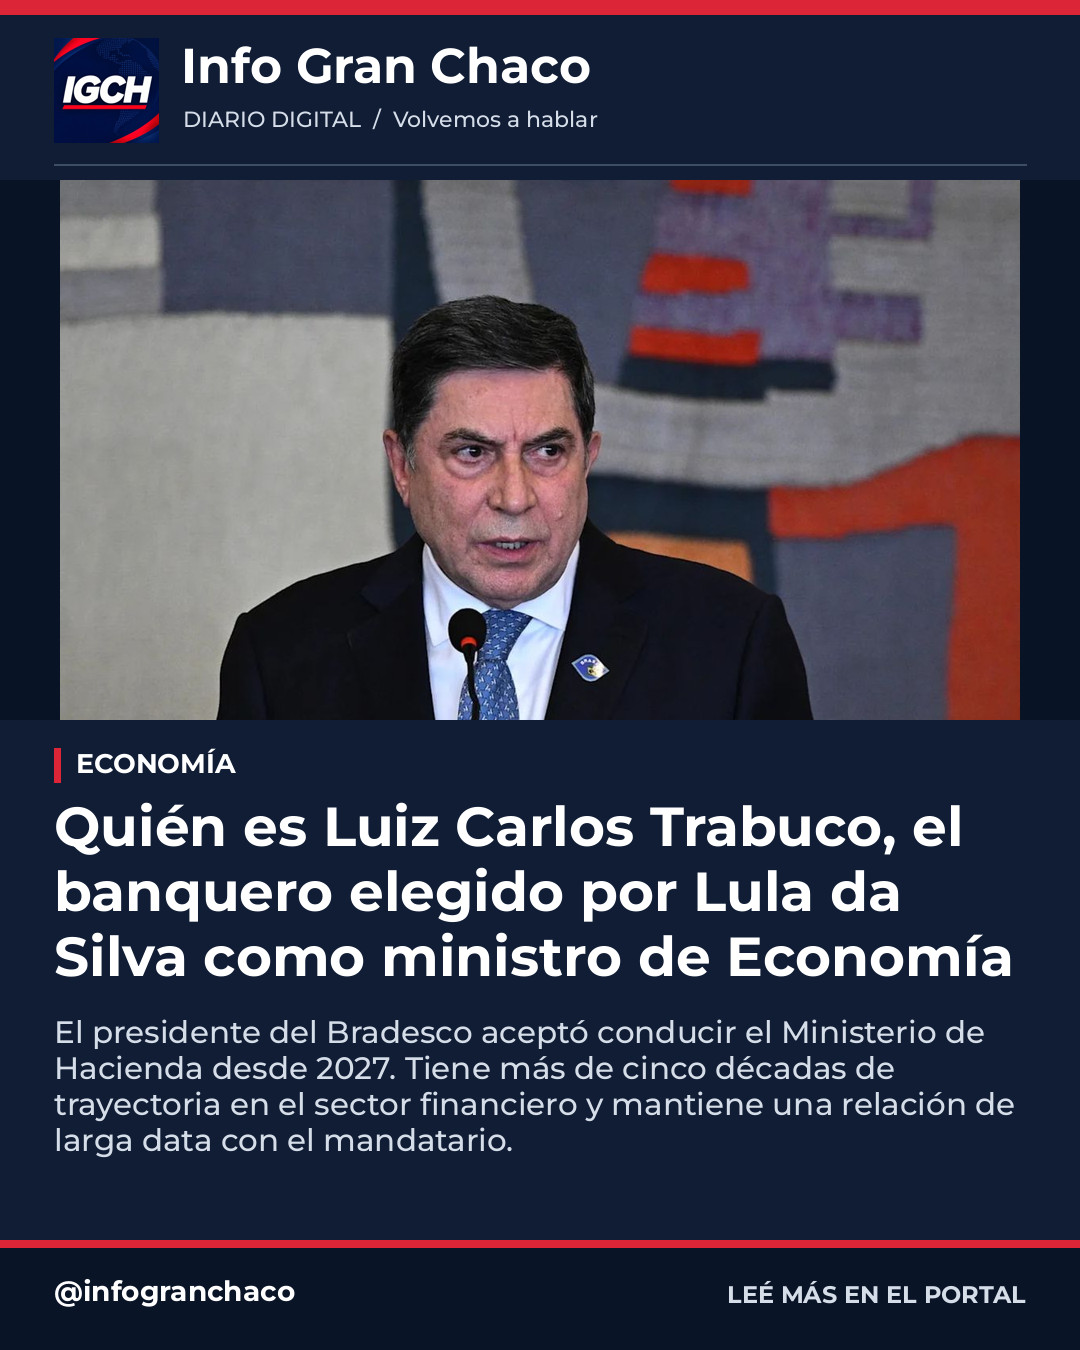 IGCH
Info Gran Chaco
DIARIO DIGITAL / Volvemos a hablar
ECONOMÍA
Quién es Luiz Carlos Trabuco, el
banquero elegido por Lula da
Silva como ministro de Economía
El presidente del Bradesco aceptó conducir el Ministerio de
Hacienda desde 2027. Tiene más de cinco décadas de
trayectoria en el sector financiero y mantiene una relación de
larga data con el mandatario.
@infogranchaco
LEÉ MÁS EN EL PORTAL